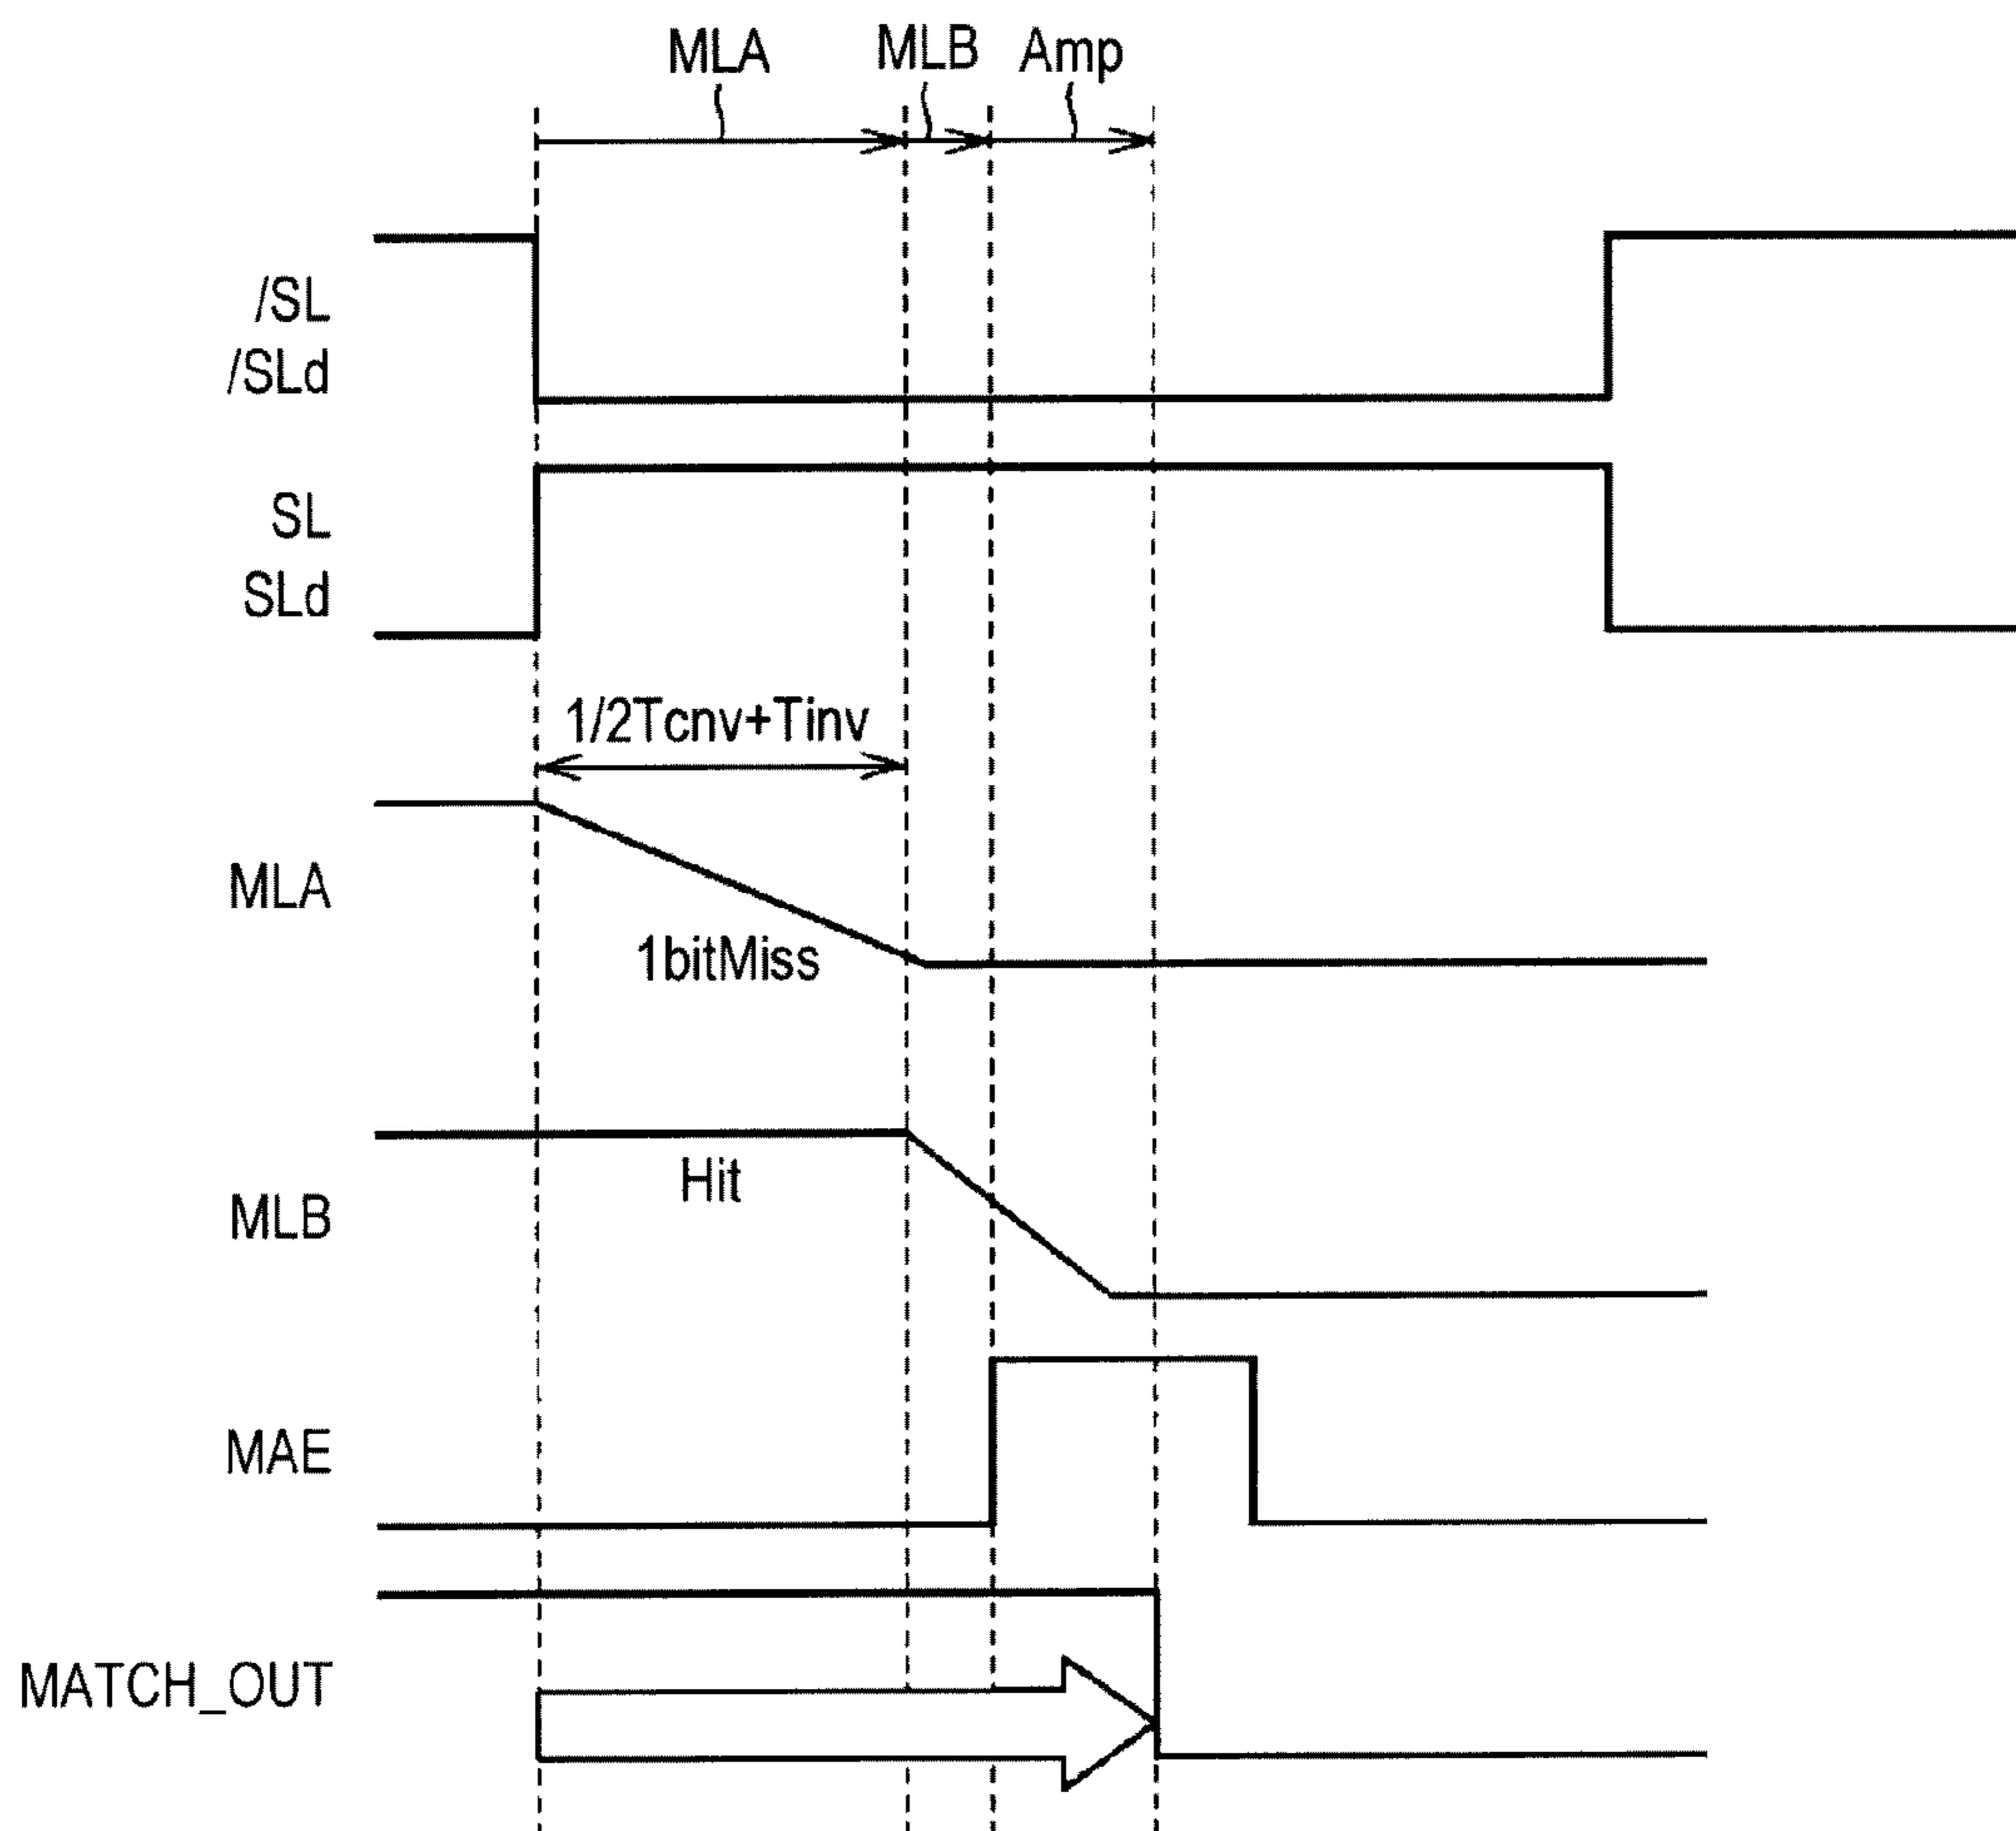 MLA MLB Amp
/SL
/SLd
SL
SLd
1/2Tcnv+Tinv
MLA
1bitMiss
Hit
MLB
MAE
MATCH_OUT